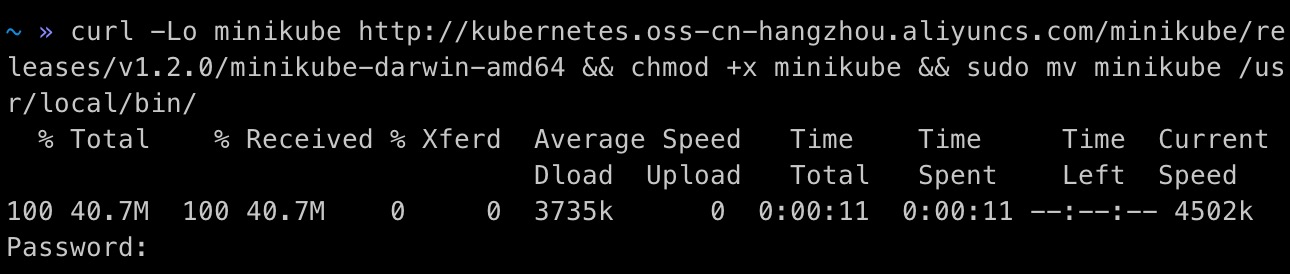 ~ » curl -Lo minikube http://kubernetes.oss-cn-hangzhou.aliyuncs.com/minikube/re
leases/v1.2.0/minikube-darwin-amd64 && chmod +x minikube && sudo mv minikube /us
r/local/bin/
  % Total    % Received % Xferd  Average Speed   Time    Time     Time  Current
                                 Dload  Upload   Total   Spent    Left  Speed
100 40.7M  100 40.7M    0     0  3735k      0  0:00:11  0:00:11 --:--:-- 4502k
Password: